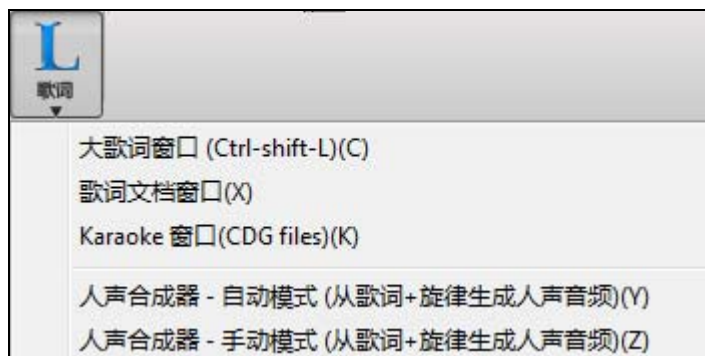 L
歌词
大歌词窗口 (Ctrl-shift-L)(C)
歌词文档窗口(X)
Karaoke 窗口(CDG files)(K)
人声合成器 - 自动模式 (从歌词+旋律生成人声音频)(Y)
人声合成器 - 手动模式 (从歌词+旋律生成人声音频)(Z)